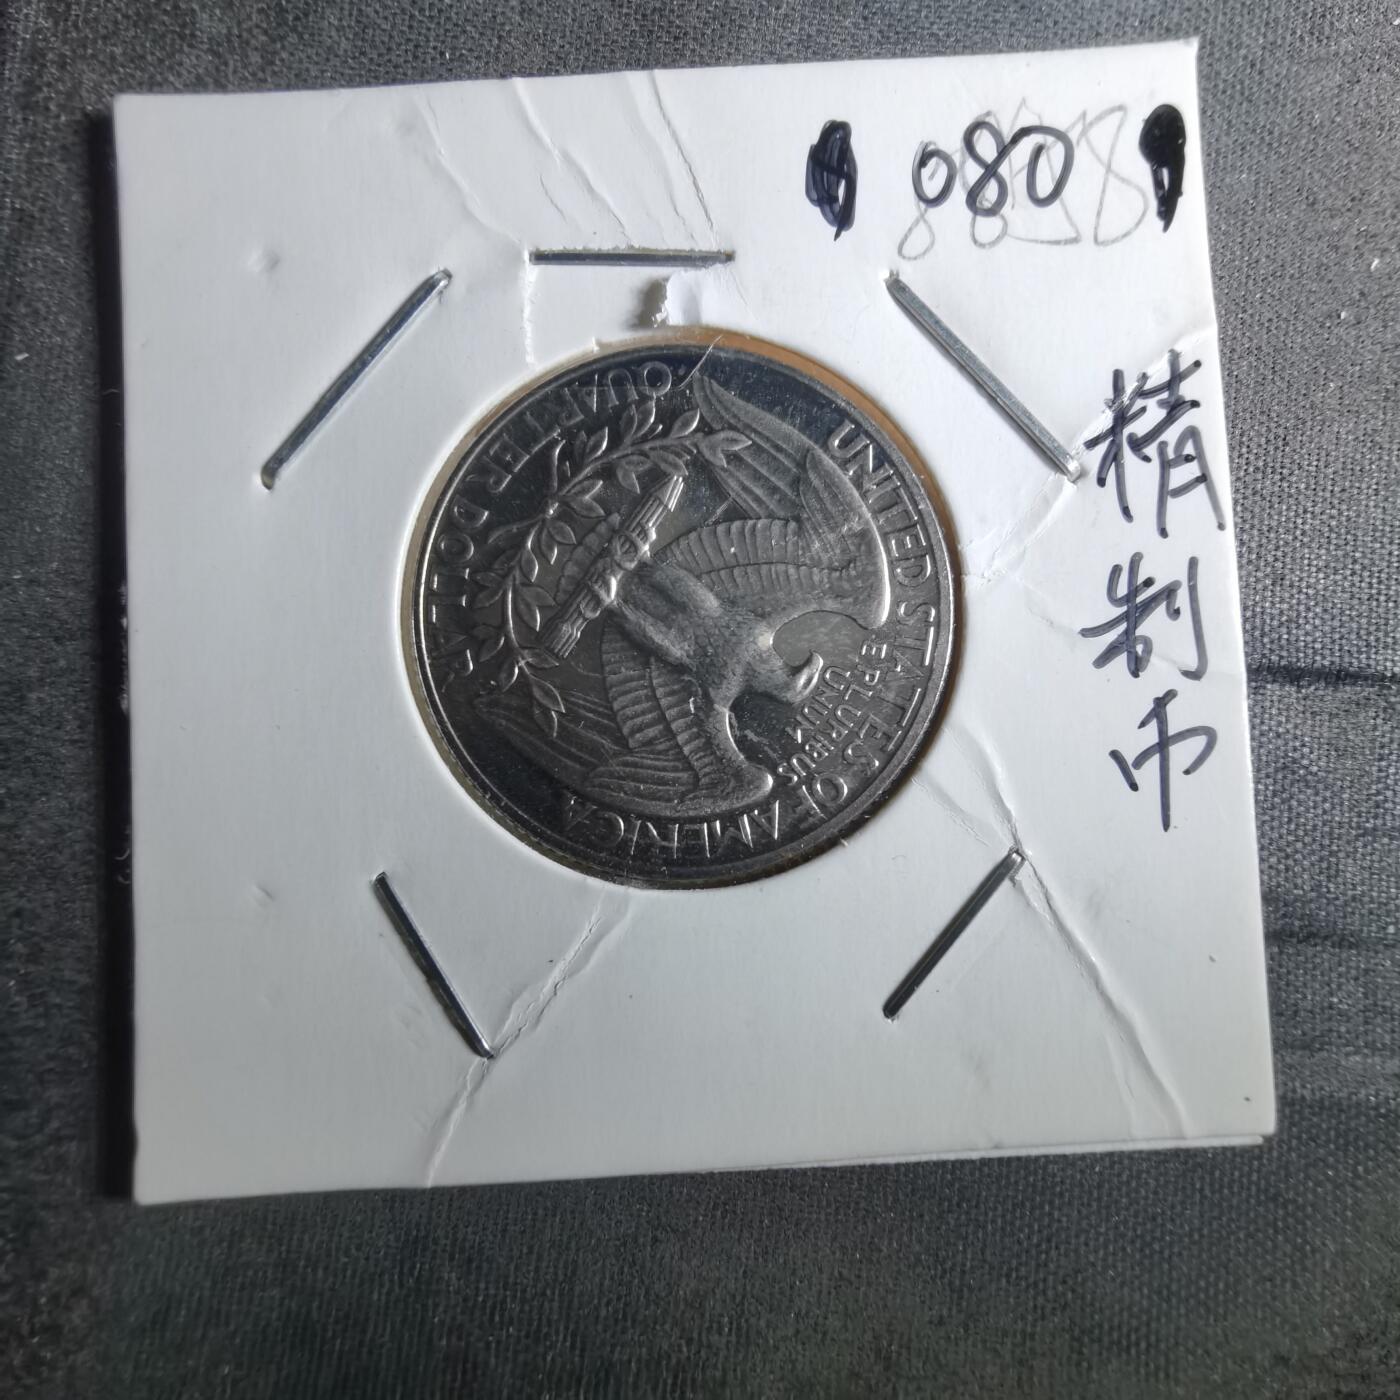 080
精制币
UNITED STATES OF AMERICA
E PLURIBUS
UNUM
QUARTER DOLLAR